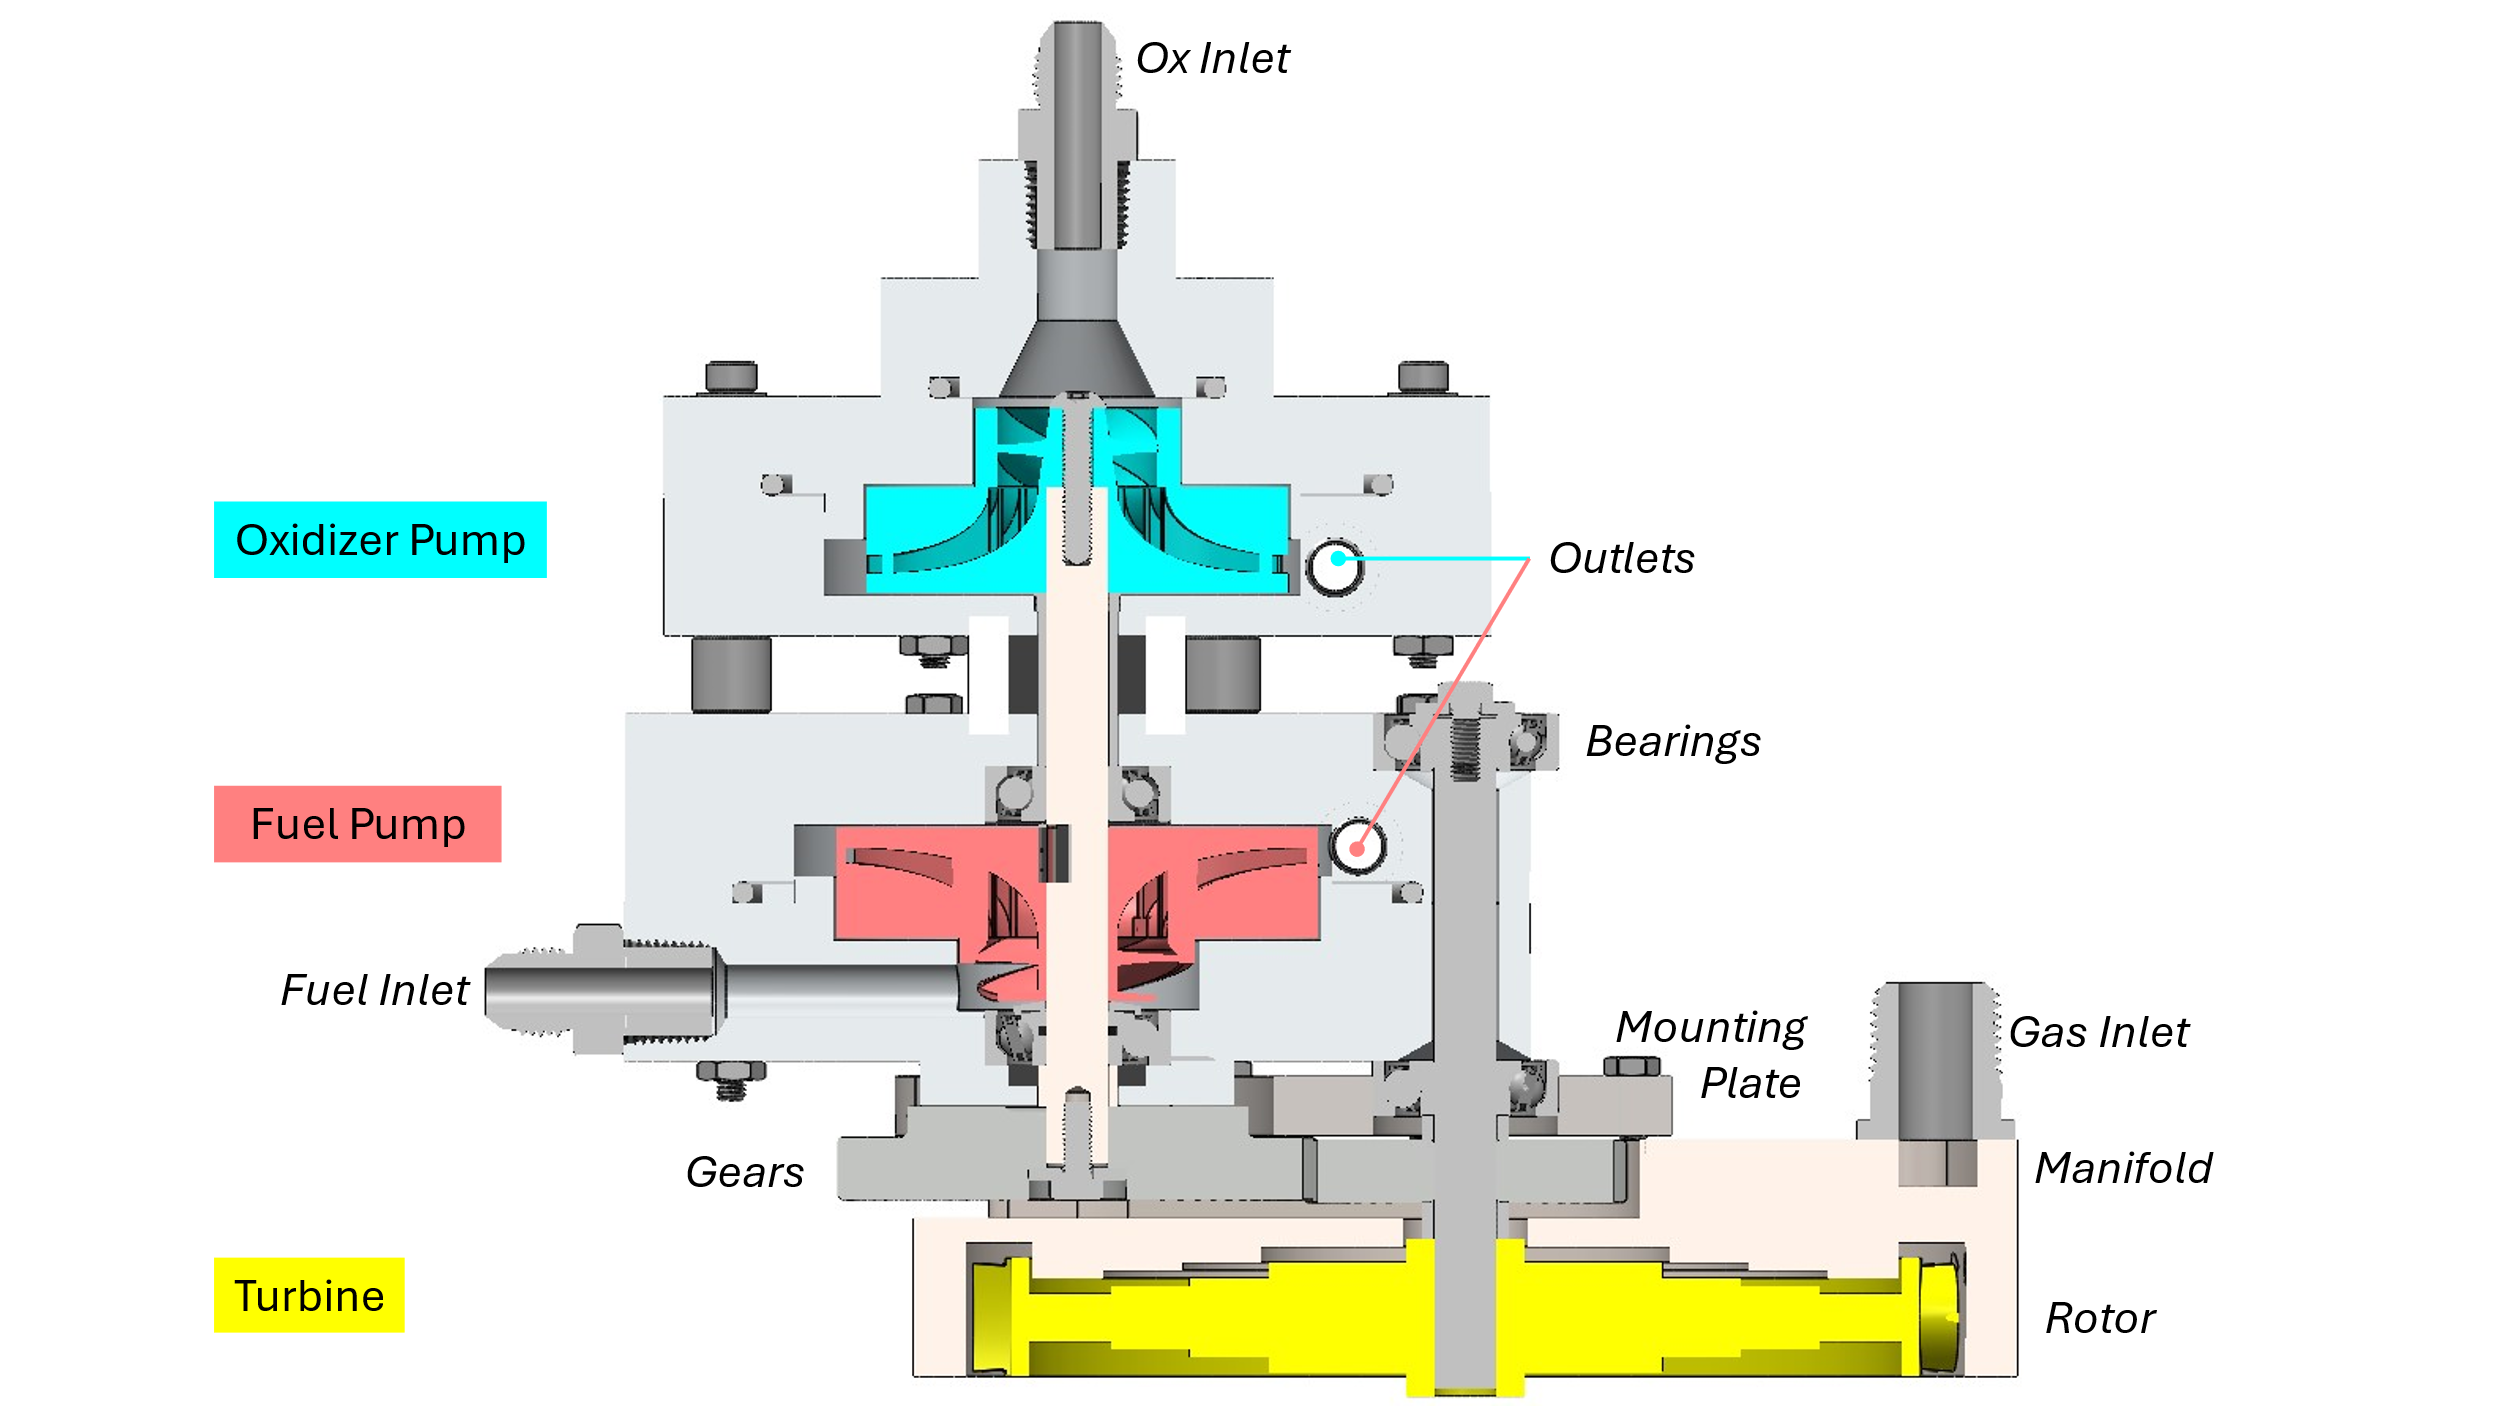 Ox Inlet
Oxidizer Pump
Outlets
Bearings
Fuel Pump
Fuel Inlet
Mounting
Plate
Gas Inlet
Gears
Manifold
Turbine
Rotor